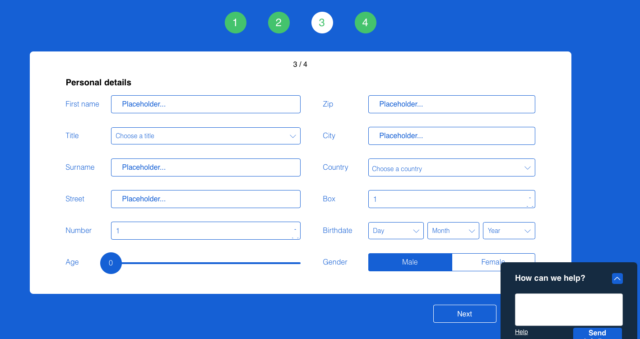 1 2 3 4
3 / 4
Personal details
First name Placeholder... Zip Placeholder...
Title Choose a title City Placeholder...
Surname Placeholder... Country Choose a country
Street Placeholder... Box 1
Number 1 Birthdate Day Month Year
Age 0 Gender Male Female
How can we help?
Next
Help Send